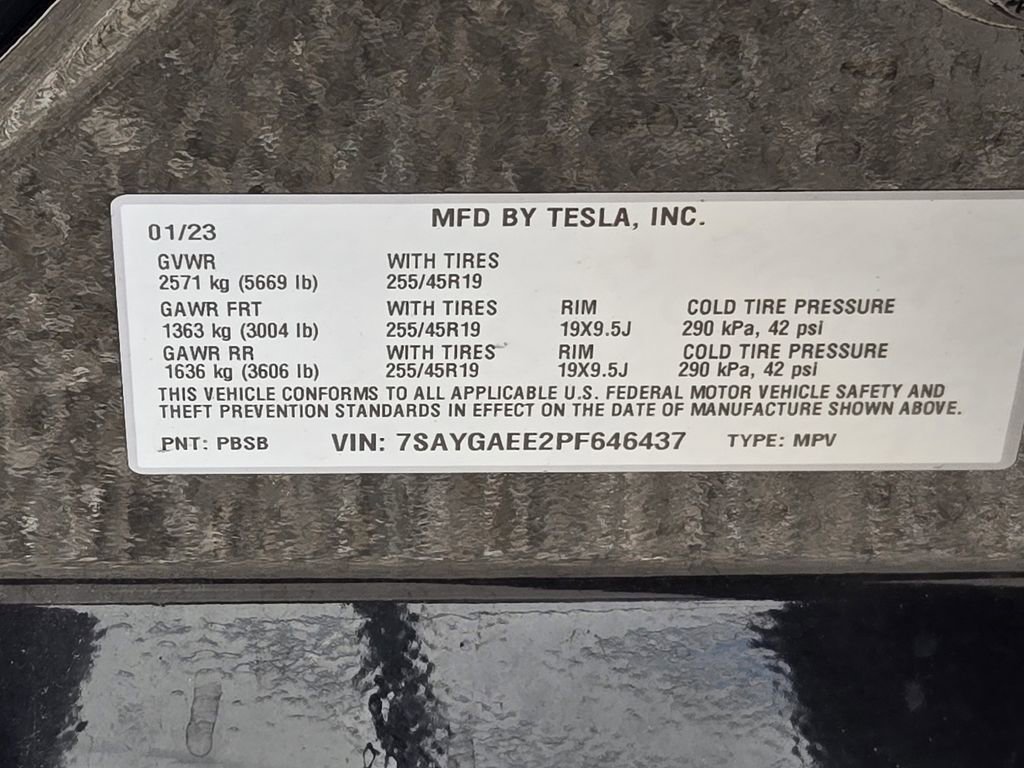 MFD BY TESLA, INC.
01/23
GVWR WITH TIRES
2571 kg (5669 lb) 255/45R19
GAWR FRT WITH TIRES RIM COLD TIRE PRESSURE
1363 kg (3004 lb) 255/45R19 19X9.5J 290 kPa, 42 psi
GAWR RR WITH TIRES RIM COLD TIRE PRESSURE
1636 kg (3606 lb) 255/45R19 19X9.5J 290 kPa, 42 psi
THIS VEHICLE CONFORMS TO ALL APPLICABLE U.S. FEDERAL MOTOR VEHICLE SAFETY AND
THEFT PREVENTION STANDARDS IN EFFECT ON THE DATE OF MANUFACTURE SHOWN ABOVE.
PNT: PBSB VIN: 7SAYGAEE2PF646437 TYPE: MPV